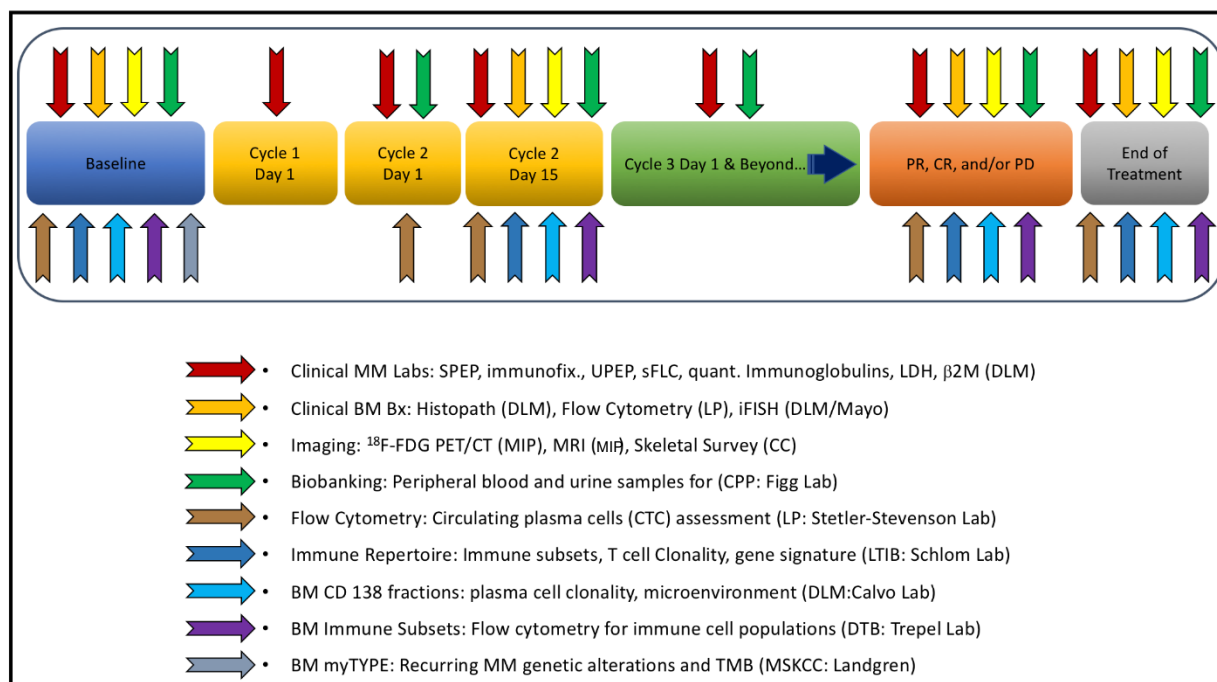 Baseline
Cycle 1
Day 1
Cycle 2
Day 1
Cycle 2
Day 15
Cycle 3 Day 1 & Beyond...
PR, CR, and/or PD
End of
Treatment
• Clinical MM Labs: SPEP, immunofix., UPEP, sFLC, quant. Immunoglobulins, LDH, β2M (DLM)
• Clinical BM Bx: Histopath (DLM), Flow Cytometry (LP), iFISH (DLM/Mayo)
• Imaging: ¹⁸F-FDG PET/CT (MIP), MRI (MIP), Skeletal Survey (CC)
• Biobanking: Peripheral blood and urine samples for (CPP: Figg Lab)
• Flow Cytometry: Circulating plasma cells (CTC) assessment (LP: Stetler-Stevenson Lab)
• Immune Repertoire: Immune subsets, T cell Clonality, gene signature (LTIB: Schlom Lab)
• BM CD 138 fractions: plasma cell clonality, microenvironment (DLM:Calvo Lab)
• BM Immune Subsets: Flow cytometry for immune cell populations (DTB: Trepel Lab)
• BM myTYPE: Recurring MM genetic alterations and TMB (MSKCC: Landgren)